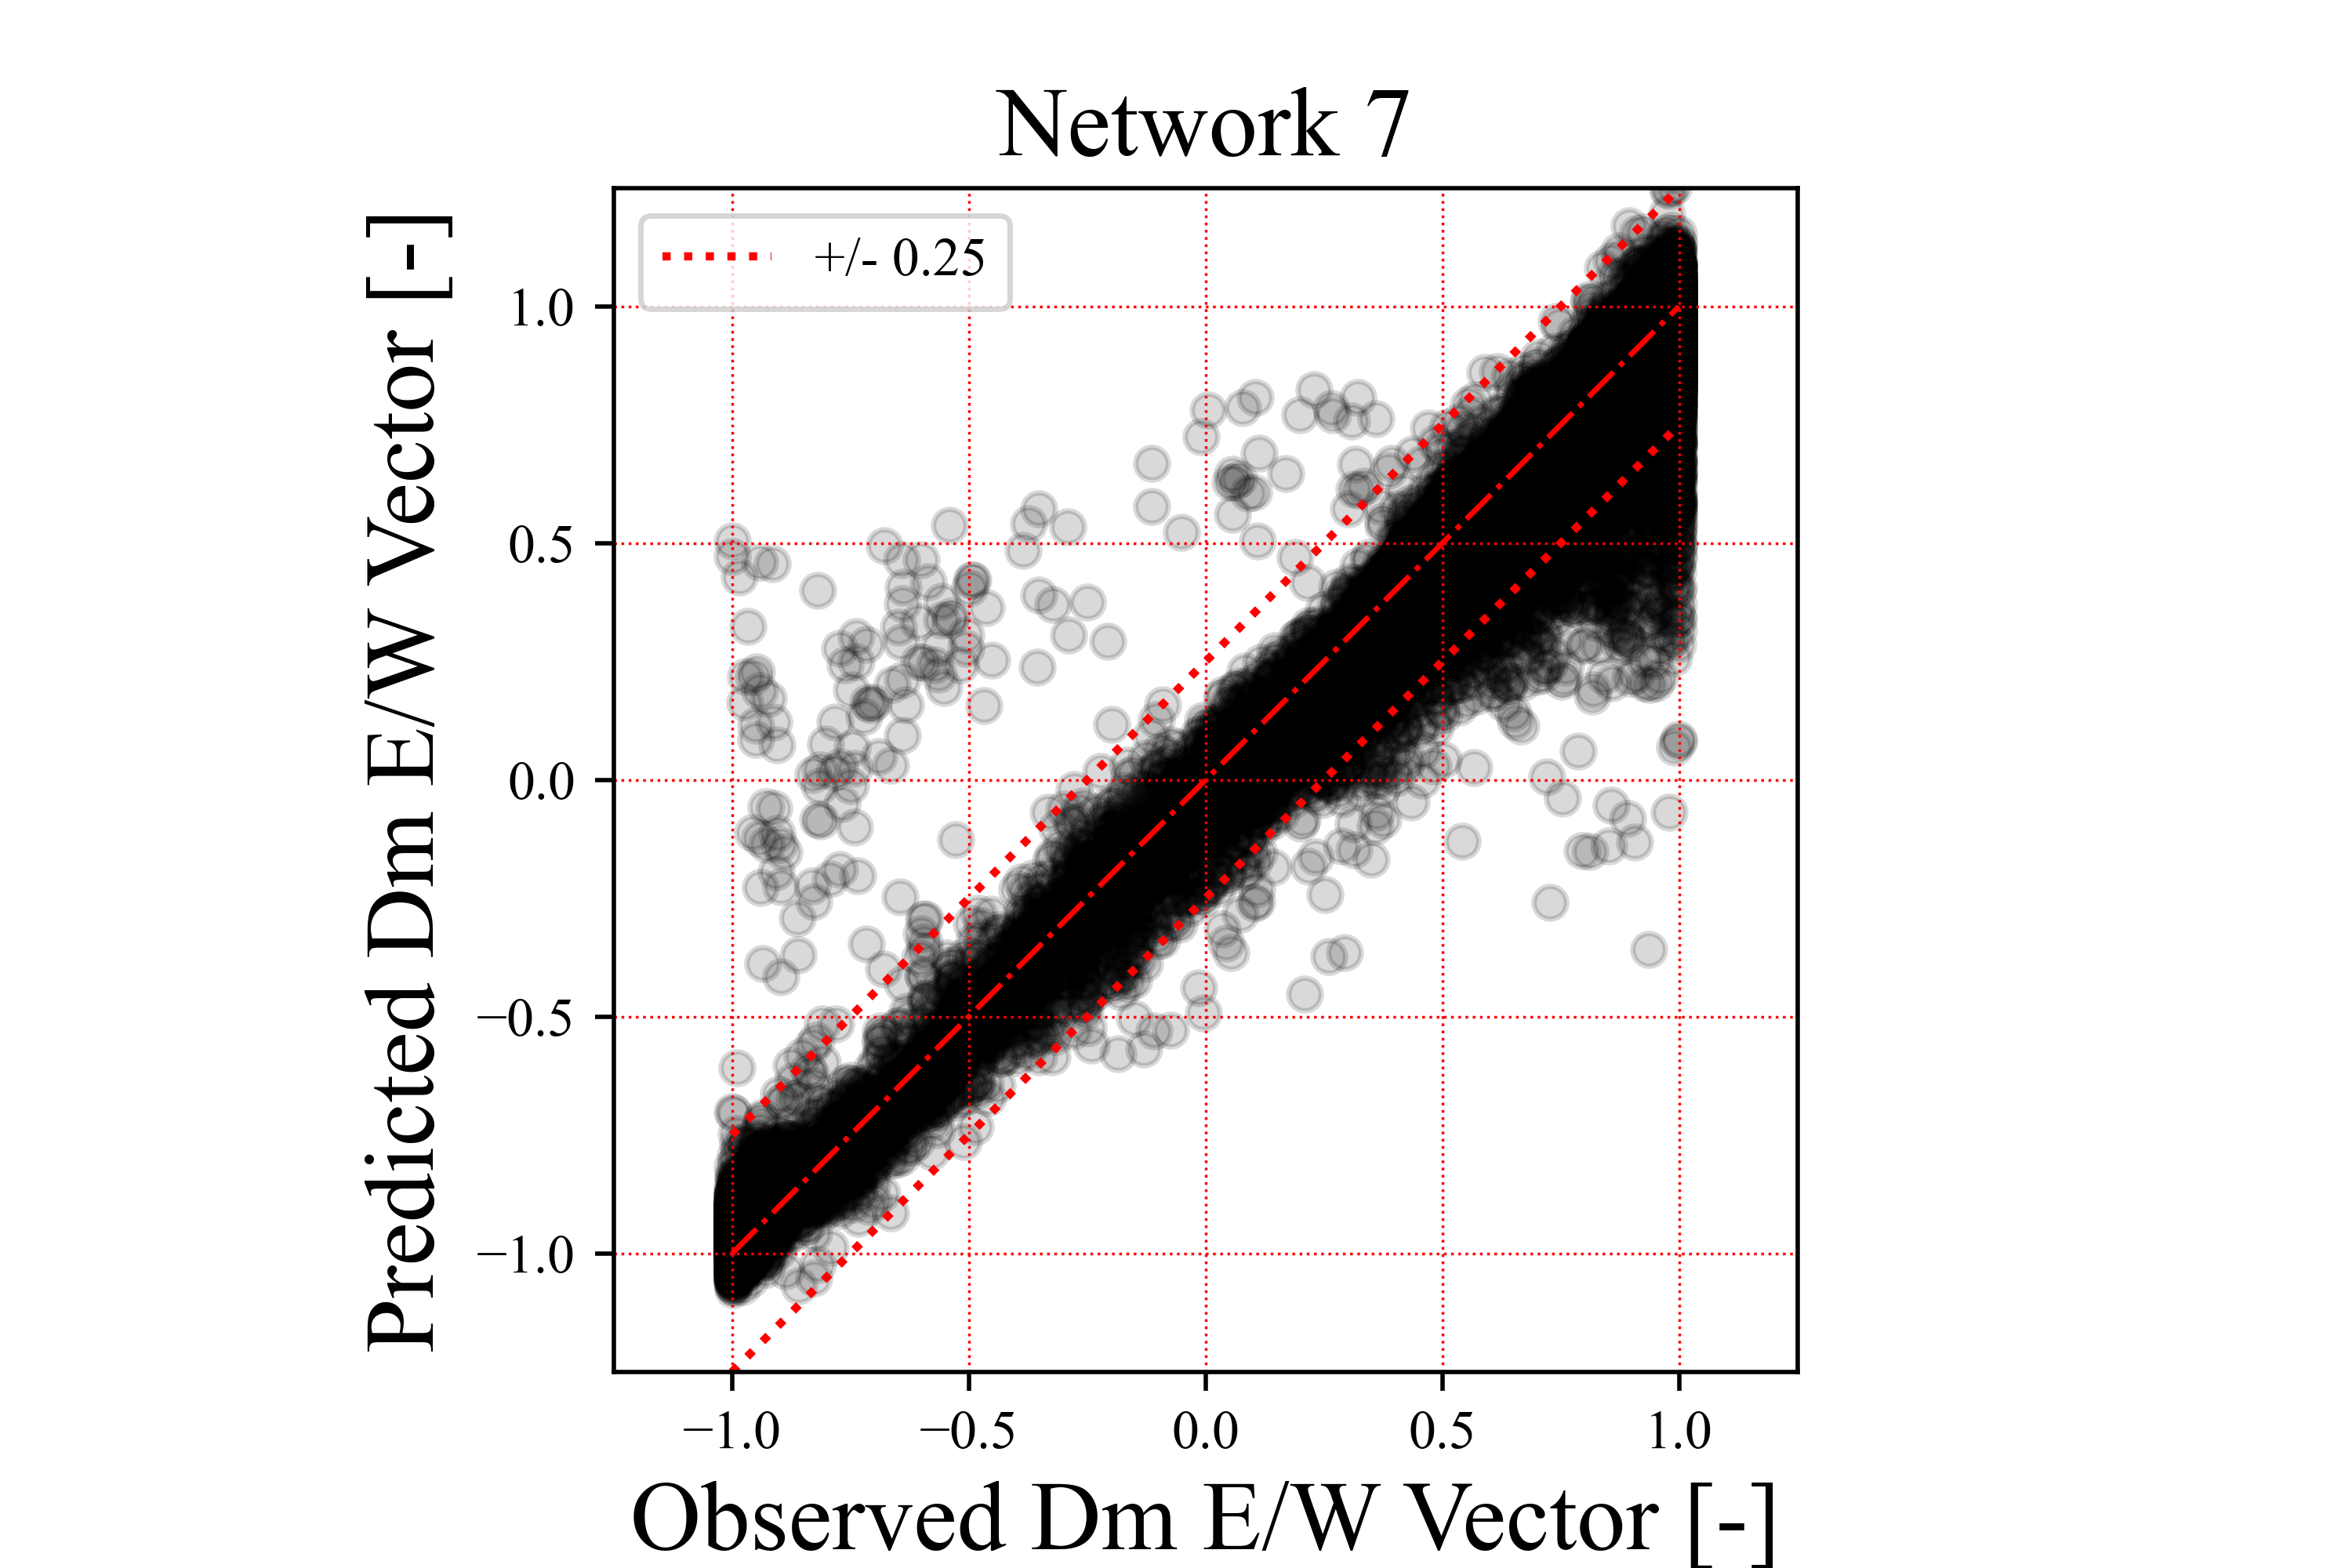 Network 7
+/- 0.25
Predicted Dm E/W Vector [-]
1.0
0.5
0.0
−0.5
−1.0
−1.0 −0.5 0.0 0.5 1.0
Observed Dm E/W Vector [-]